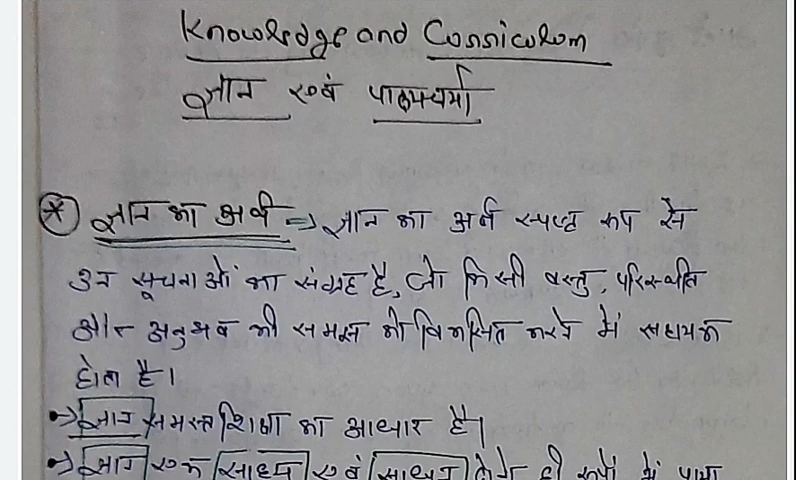 Knowledge and Curriculum
ज्ञान एवं पाठ्यचर्या
* ज्ञान का अर्थ ⇒ ज्ञान का अर्थ स्पष्ट रूप से
उन सूचनाओं का संग्रह है, जो किसी वस्तु, परिस्थिति
और अनुभव की समझ को विकसित करने में सहायक
होता है।
→ ज्ञान समस्त शिक्षा का आधार है।
→ ज्ञान एक साध्य एवं साधन दोनों ही रूपों में पाया